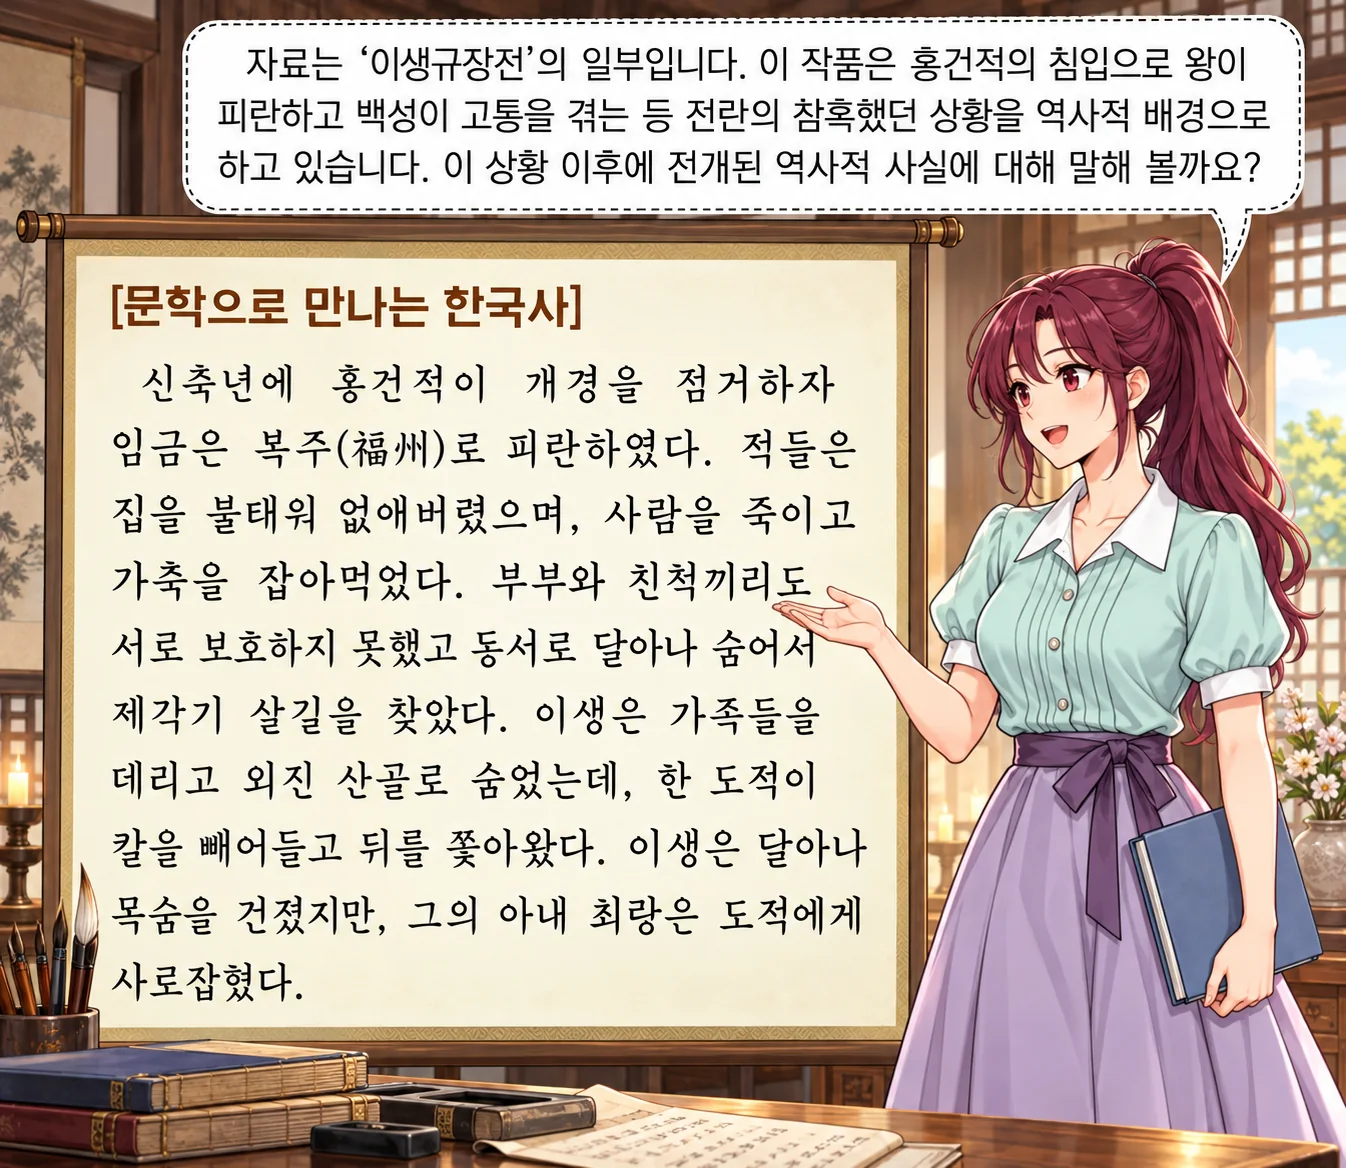 자료는 ‘이생규장전’의 일부입니다. 이 작품은 홍건적의 침입으로 왕이
피란하고 백성이 고통을 겪는 등 전란의 참혹했던 상황을 역사적 배경으로
하고 있습니다. 이 상황 이후에 전개된 역사적 사실에 대해 말해 볼까요?
[문학으로 만나는 한국사]
신축년에 홍건적이 개경을 점거하자
임금은 복주(福州)로 피란하였다. 적들은
집을 불태워 없애버렸으며, 사람을 죽이고
가축을 잡아먹었다. 부부와 친척끼리도
서로 보호하지 못했고 동서로 달아나 숨어서
제각기 살길을 찾았다. 이생은 가족들을
데리고 외진 산골로 숨었는데, 한 도적이
칼을 빼어들고 뒤를 쫓아왔다. 이생은 달아나
목숨을 건졌지만, 그의 아내 최랑은 도적에게
사로잡혔다.